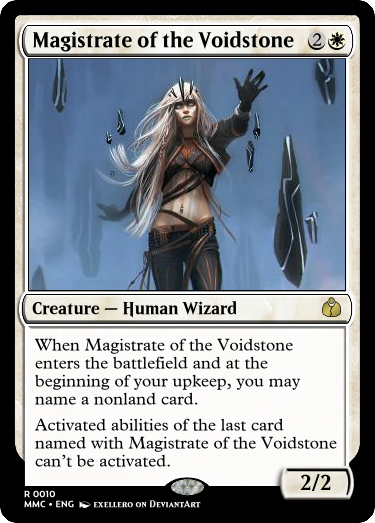 Magistrate of the Voidstone 2
Creature — Human Wizard
When Magistrate of the Voidstone
enters the battlefield and at the
beginning of your upkeep, you may
name a nonland card.
Activated abilities of the last card
named with Magistrate of the Voidstone
can't be activated.
2/2
R 0010
MMC • ENG EXELLERO ON DEVIANTART